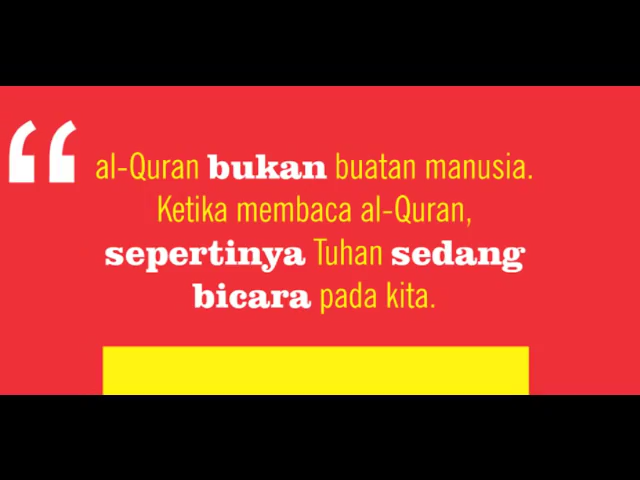 “
al-Quran bukan buatan manusia.
Ketika membaca al-Quran,
sepertinya Tuhan sedang
bicara pada kita.